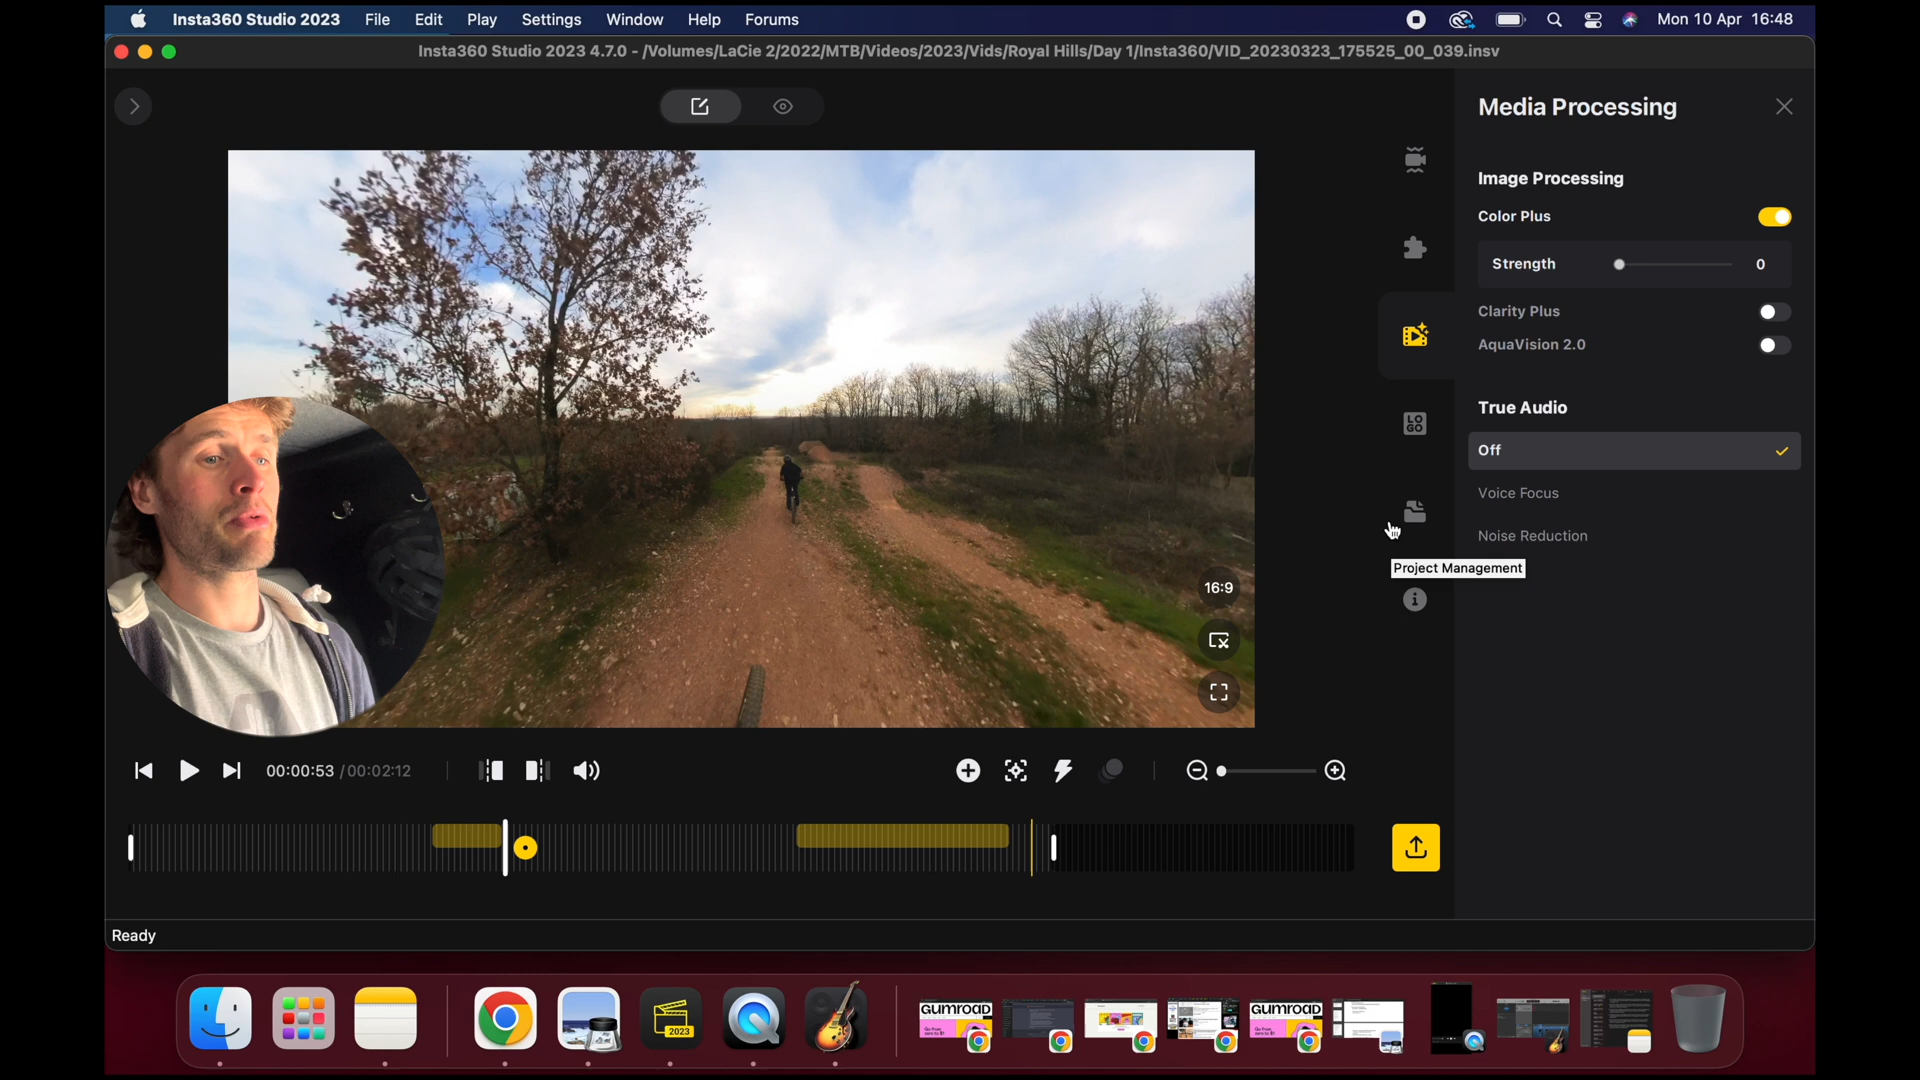 Insta360 Studio 2023 File Edit Play Settings Window Help Forums Mon 10 Apr 16:48
Insta360 Studio 2023 4.7.0 - /Volumes/LaCie 2/2022/MTB/Videos/2023/Vids/Royal Hills/Day 1/Insta360/VID_20230323_175525_00_039.insv
Media Processing
Image Processing
Color Plus
Strength 0
Clarity Plus
AquaVision 2.0
True Audio
Off
Voice Focus
Noise Reduction
LOGO
Project Management
16:9
00:00:53 / 00:02:12
Ready
2023
GUMROAD
GUMROAD